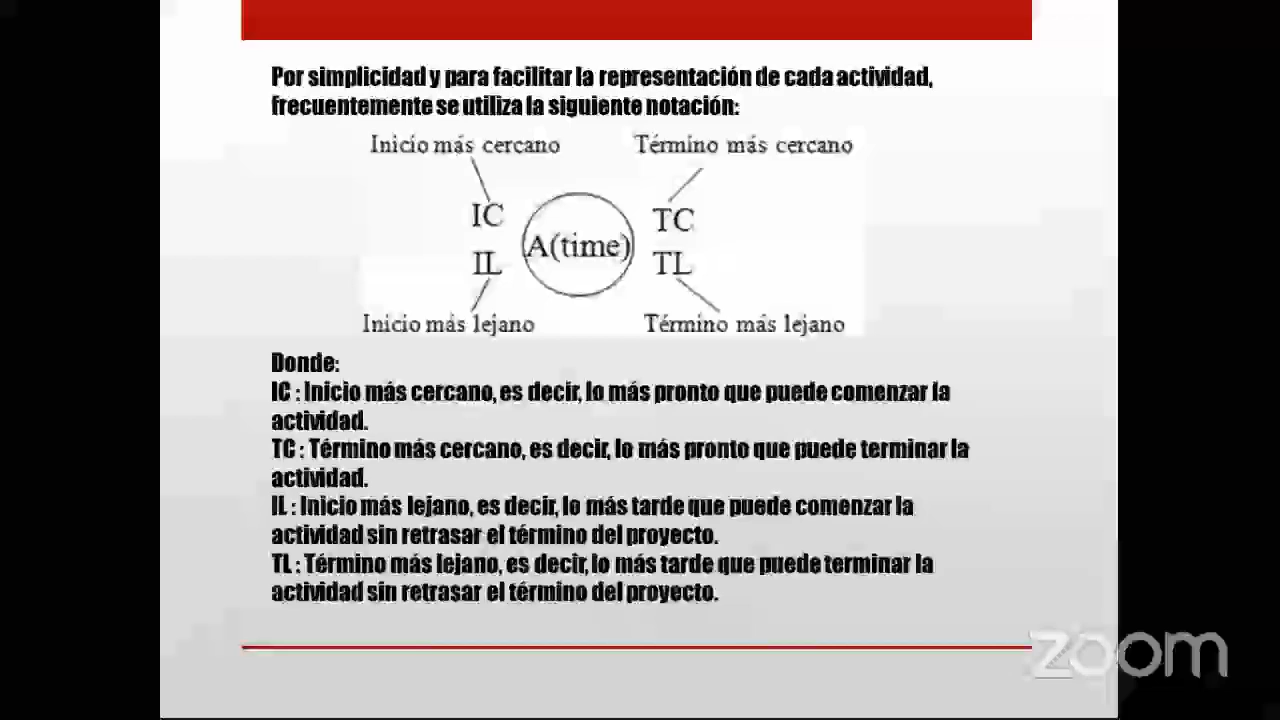 Por simplicidad y para facilitar la representación de cada actividad,
frecuentemente se utiliza la siguiente notación:
Inicio más cercano
Término más cercano
IC
TC
A(time)
IL
TL
Inicio más lejano
Término más lejano
Donde:
IC : Inicio más cercano, es decir, lo más pronto que puede comenzar la
actividad.
TC : Término más cercano, es decir, lo más pronto que puede terminar la
actividad.
IL : Inicio más lejano, es decir, lo más tarde que puede comenzar la
actividad sin retrasar el término del proyecto.
TL : Término más lejano, es decir, lo más tarde que puede terminar la
actividad sin retrasar el término del proyecto.
zoom